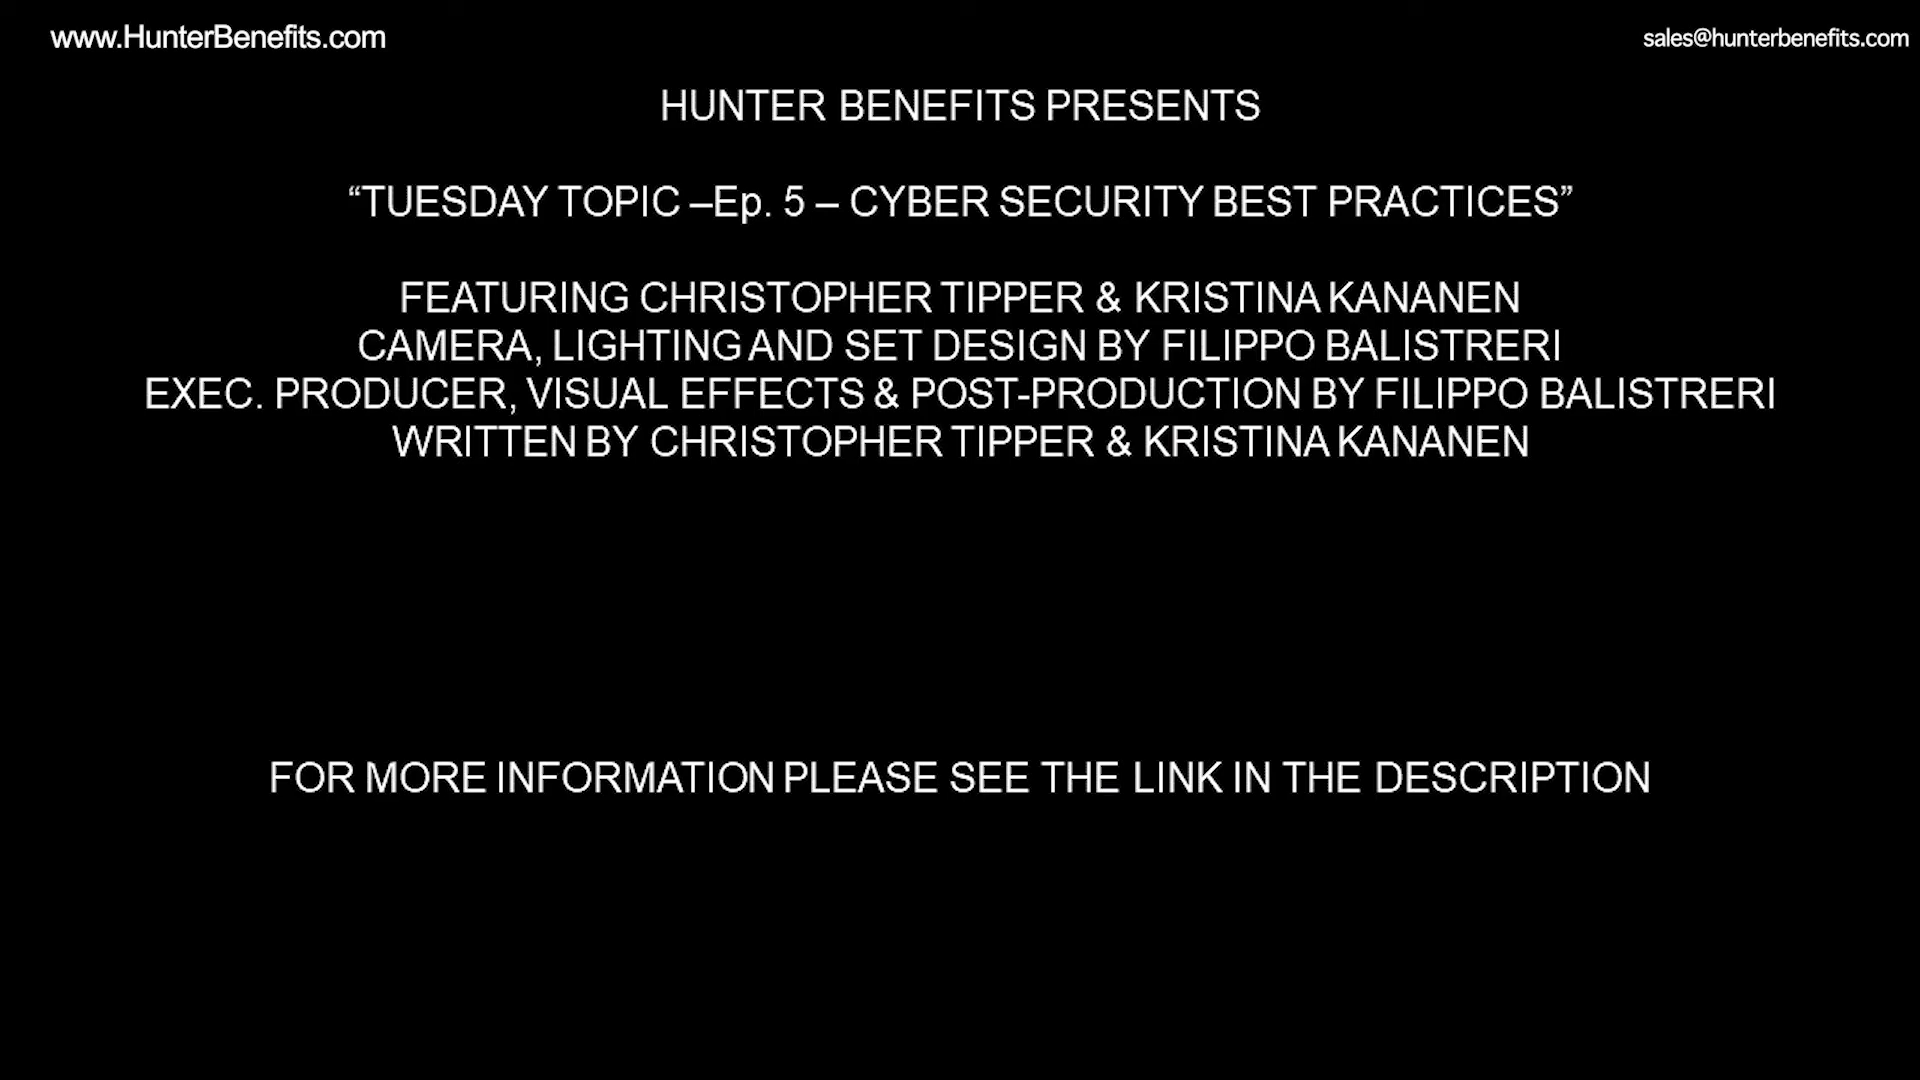 www.HunterBenefits.com
sales@hunterbenefits.com
HUNTER BENEFITS PRESENTS
“TUESDAY TOPIC –Ep. 5 – CYBER SECURITY BEST PRACTICES”
FEATURING CHRISTOPHER TIPPER & KRISTINA KANANEN
CAMERA, LIGHTING AND SET DESIGN BY FILIPPO BALISTRERI
EXEC. PRODUCER, VISUAL EFFECTS & POST-PRODUCTION BY FILIPPO BALISTRERI
WRITTEN BY CHRISTOPHER TIPPER & KRISTINA KANANEN
FOR MORE INFORMATION PLEASE SEE THE LINK IN THE DESCRIPTION